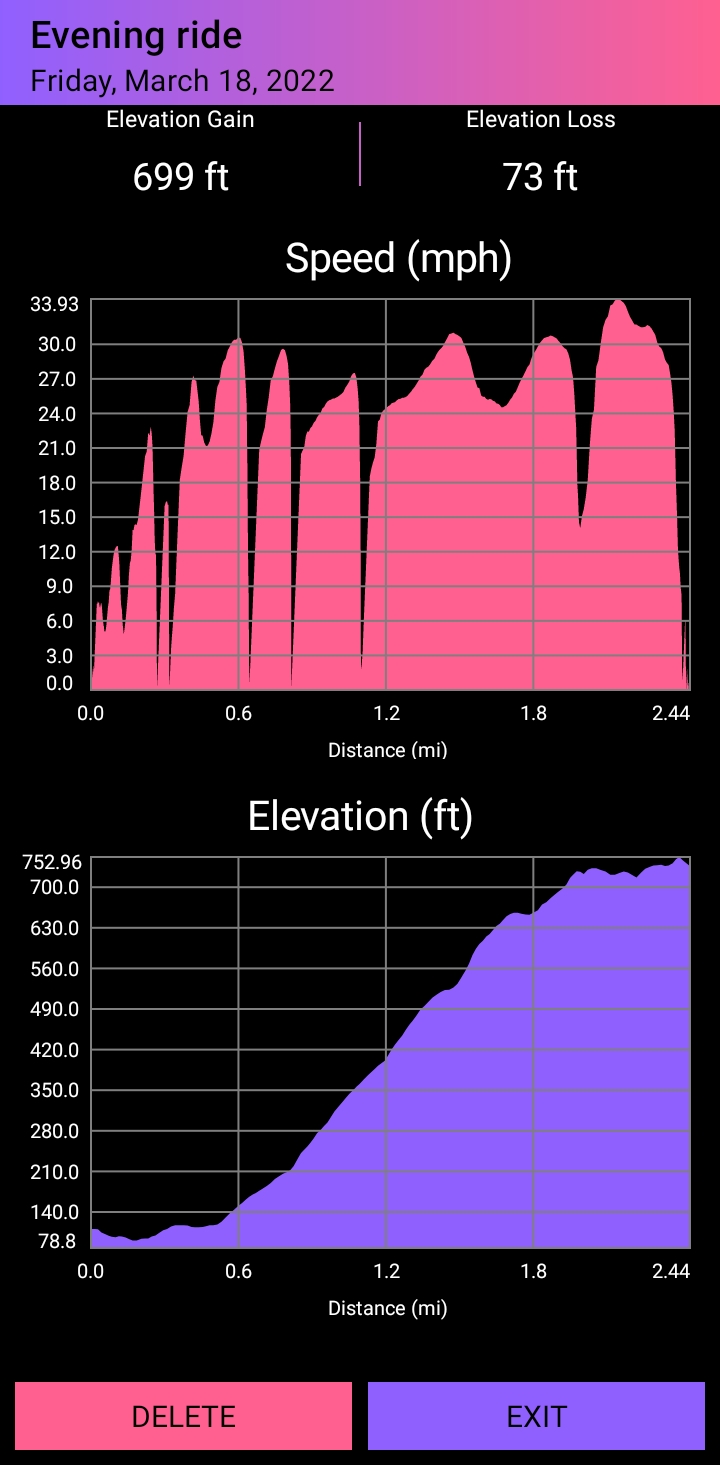 Evening ride
Friday, March 18, 2022
Elevation Gain
Elevation Loss
699 ft
73 ft
Speed (mph)
33.93
30.0
27.0
24.0
21.0
18.0
15.0
12.0
9.0
6.0
3.0
0.0
0.0 0.6 1.2 1.8 2.44
Distance (mi)
Elevation (ft)
752.96
700.0
630.0
560.0
490.0
420.0
350.0
280.0
210.0
140.0
78.8
0.0 0.6 1.2 1.8 2.44
Distance (mi)
DELETE
EXIT